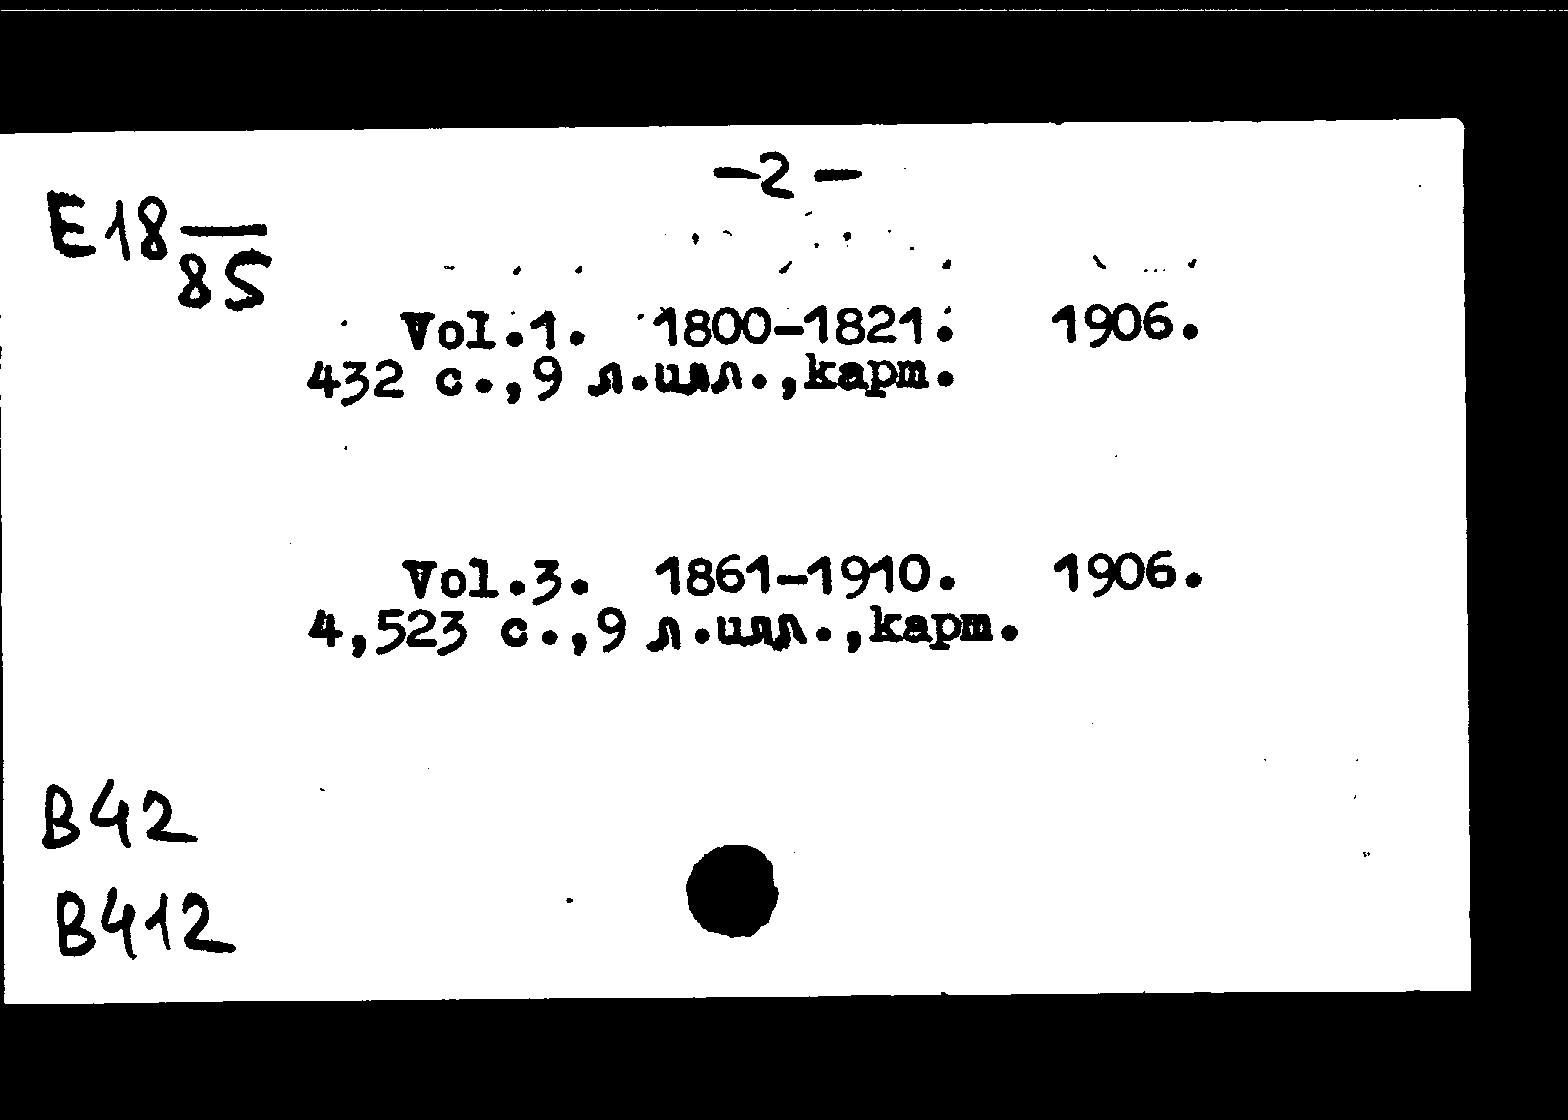 -2-
E18 —
85
Vol.1. 1800-1821. 1906.
432 с.,9 л.илл.,карт.
Vol.3. 1861-1910. 1906.
4,523 с.,9 л.илл.,карт.
B42
B412